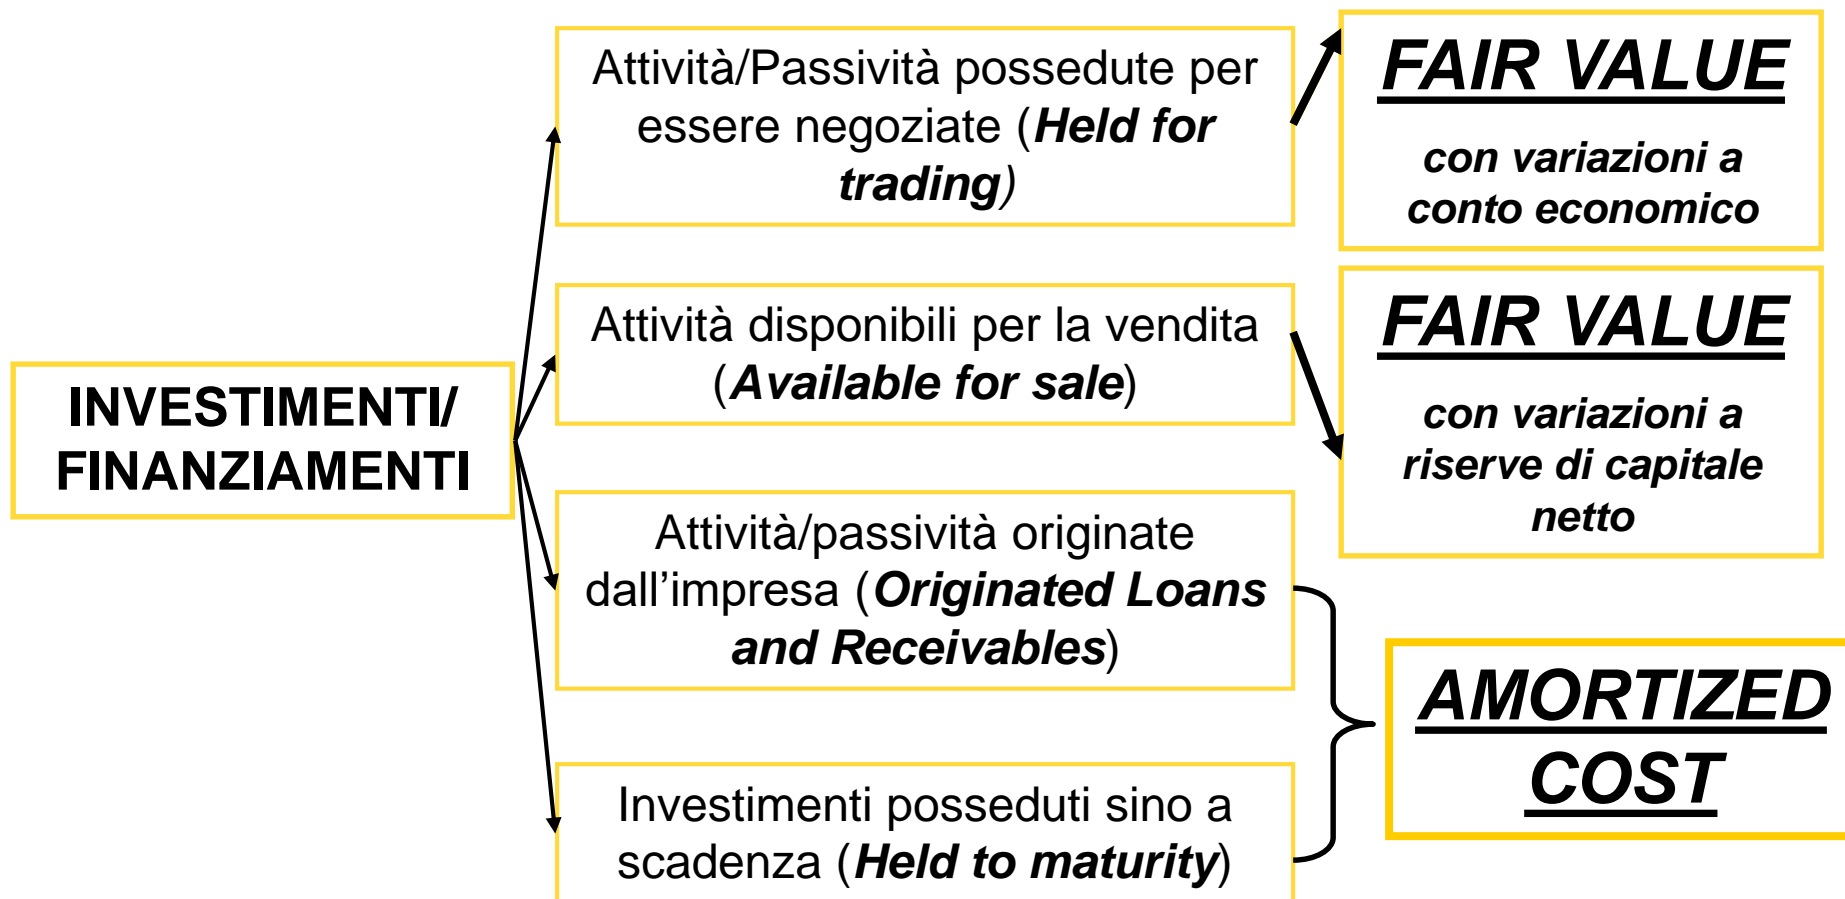 INVESTIMENTI/
FINANZIAMENTI
Attività/Passività possedute per
essere negoziate (Held for
trading)
FAIR VALUE
con variazioni a
conto economico
Attività disponibili per la vendita
(Available for sale)
FAIR VALUE
con variazioni a
riserve di capitale
netto
Attività/passività originate
dall’impresa (Originated Loans
and Receivables)
Investimenti posseduti sino a
scadenza (Held to maturity)
AMORTIZED
COST